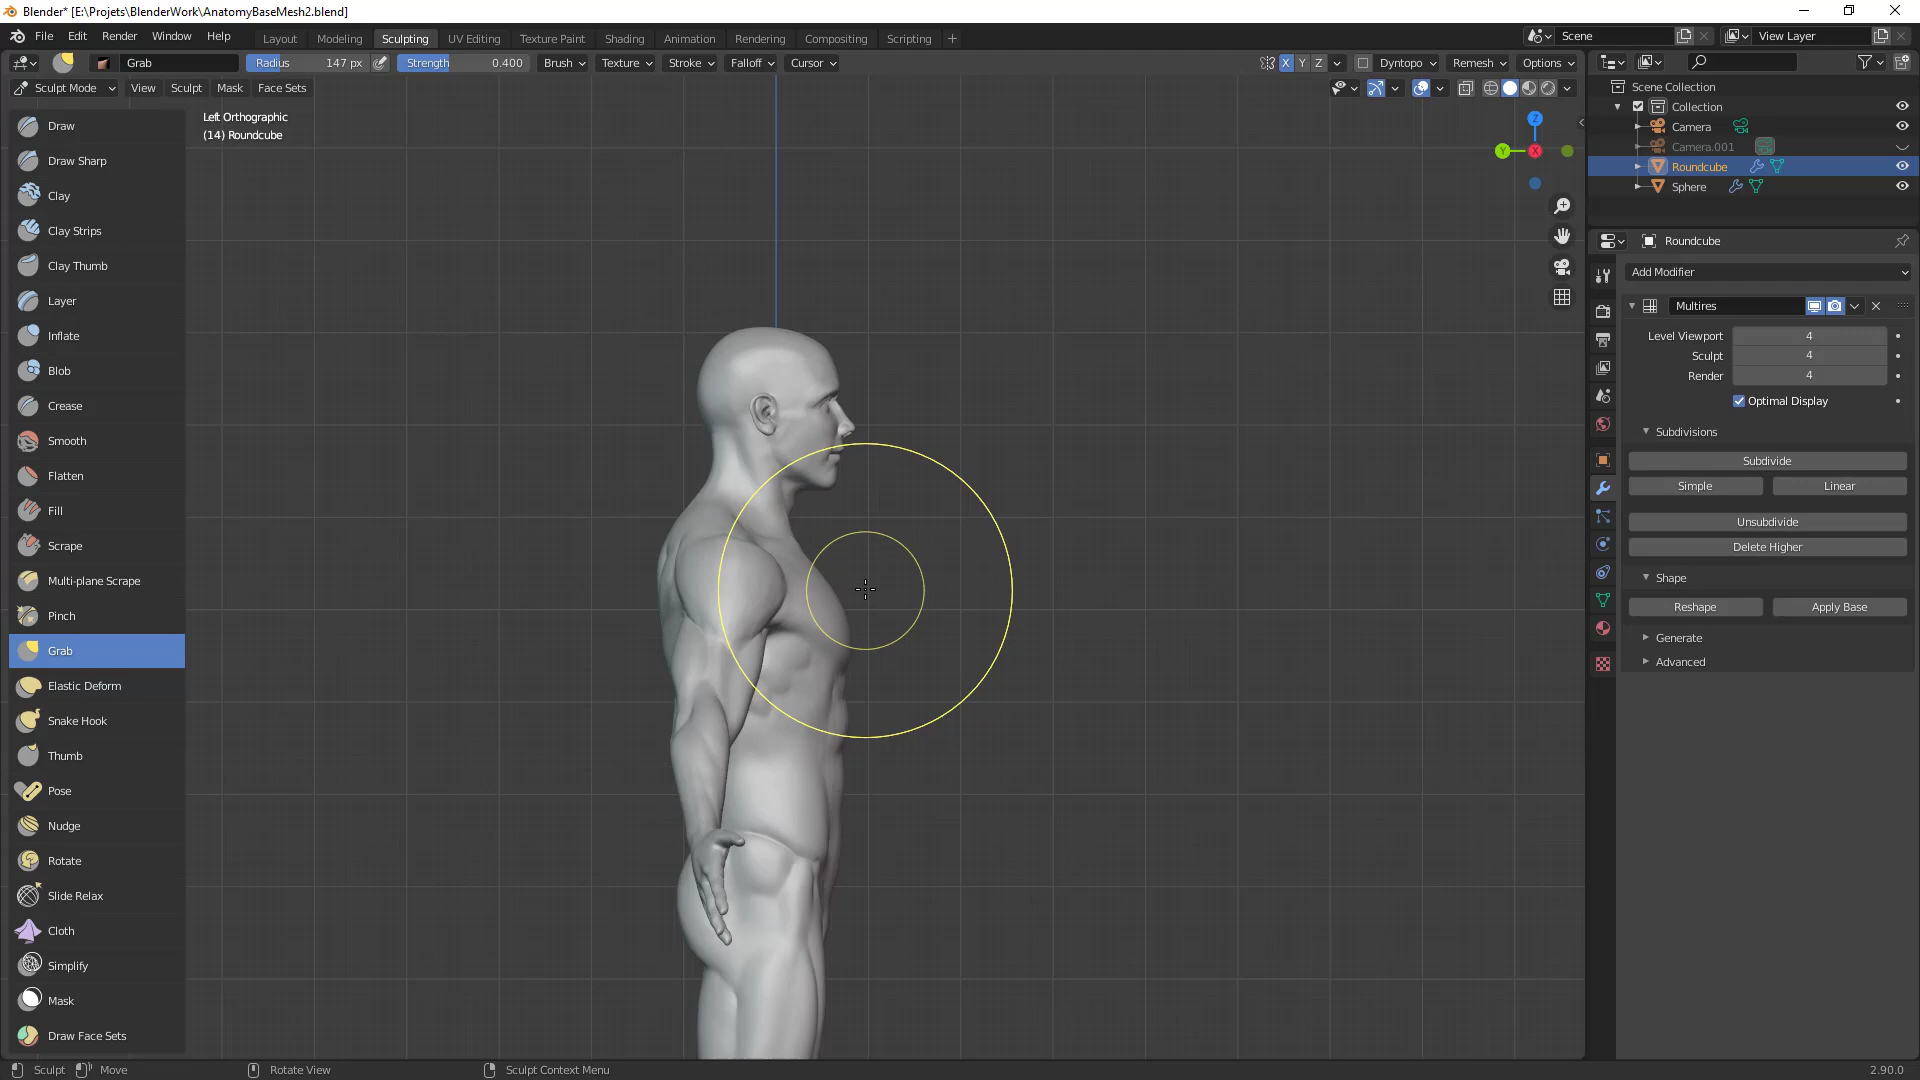 Blender* [E:\Projets\BlenderWork\AnatomyBaseMesh2.blend]
File Edit Render Window Help Layout Modeling Sculpting UV Editing Texture Paint Shading Animation Rendering Compositing Scripting + Scene View Layer
Grab Radius 147 px Strength 0.400 Brush Texture Stroke Falloff Cursor X Y Z Dyntopo Remesh Options
Sculpt Mode View Sculpt Mask Face Sets
Left Orthographic
(14) Roundcube
Draw
Draw Sharp
Clay
Clay Strips
Clay Thumb
Layer
Inflate
Blob
Crease
Smooth
Flatten
Fill
Scrape
Multi-plane Scrape
Pinch
Grab
Elastic Deform
Snake Hook
Thumb
Pose
Nudge
Rotate
Slide Relax
Cloth
Simplify
Mask
Draw Face Sets
Z
Y X
Scene Collection
Collection
Camera
Camera.001
Roundcube
Sphere
Roundcube
Add Modifier
Multires
Level Viewport 4
Sculpt 4
Render 4
Optimal Display
Subdivisions
Subdivide
Simple Linear
Unsubdivide
Delete Higher
Shape
Reshape Apply Base
Generate
Advanced
Sculpt Move Rotate View Sculpt Context Menu 2.90.0